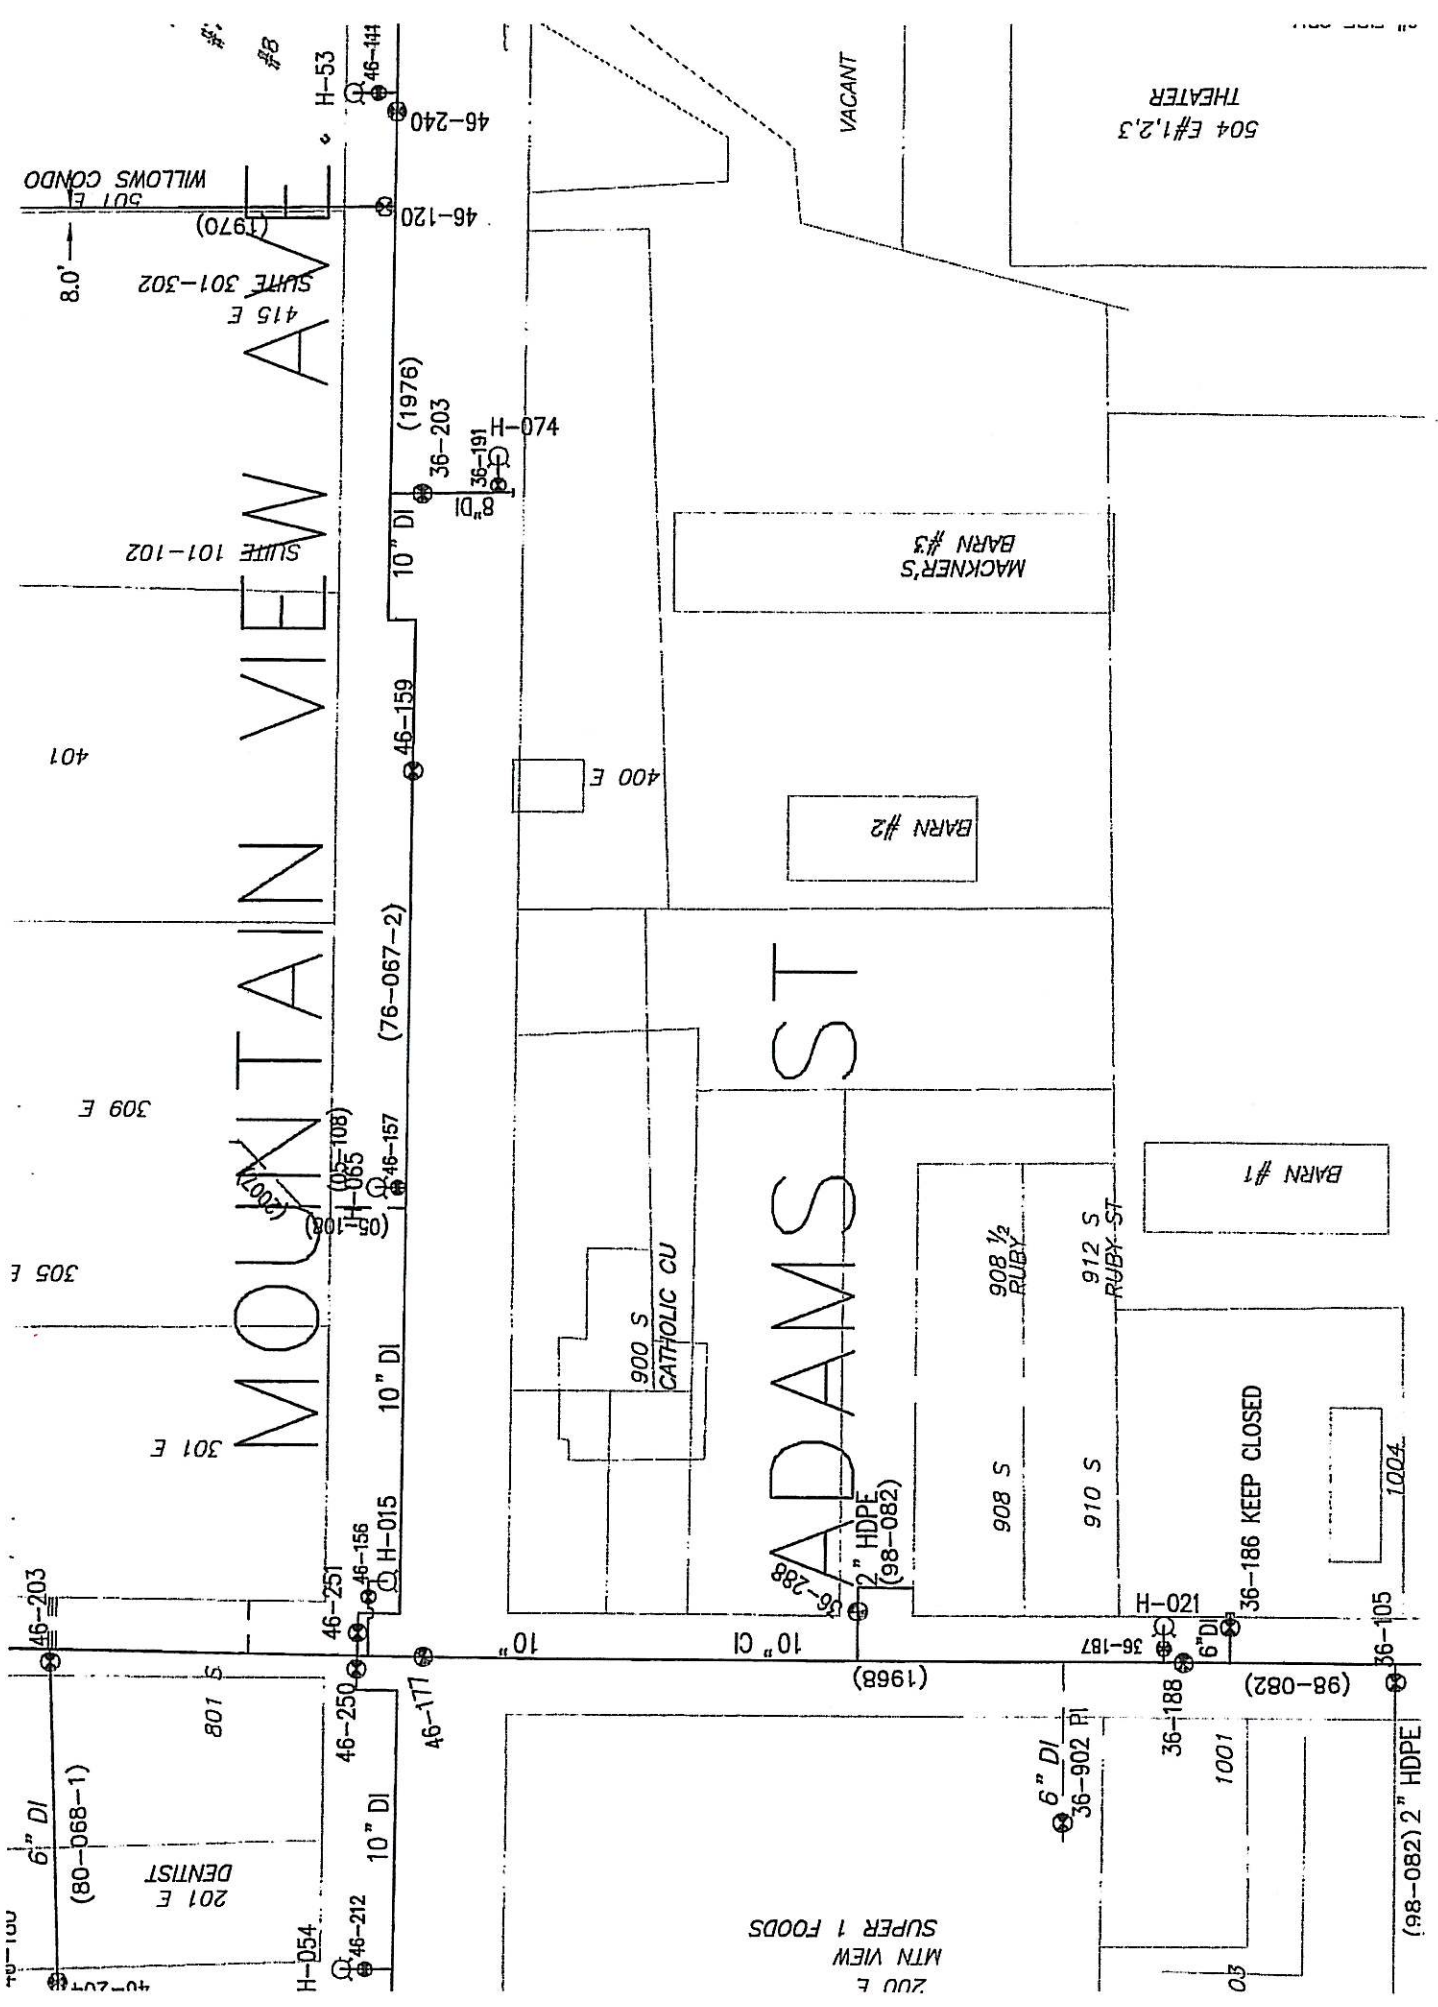 MOUNTAIN VIEW AVE.
ADAMS ST
#8
H-53
46-141
46-240
46-120
501 E
WILLOWS CONDO
(1970)
8.0'
SUITE 301-302
415 E
VACANT
504 E#1,2,3
THEATER
(1976)
36-203
36-191
H-074
8"DI
10" DI
SUITE 101-102
MACKNER'S
BARN #3
46-159
401
400 E
BARN #2
(76-067-2)
309 E
(2007)
(05-108)
H-065
46-157
(05-108)
305 E
BARN #1
908 ½
RUBY
912 S
RUBY ST
900 S
CATHOLIC CU
10" DI
301 E
908 S
910 S
1004
36-186 KEEP CLOSED
46-203
46-251
46-156
H-015
36-288
2" HDPE
(98-082)
H-021
36-187
6"DI
36-105
801 S
46-250
46-177
10"
10" CI
(1968)
36-188
(98-082)
6" DI
(80-068-1)
201 E
DENTIST
10" DI
H-054
46-212
6" DI
36-902 PI
1001
(98-082) 2" HDPE
200 E
MTN VIEW
SUPER 1 FOODS
03